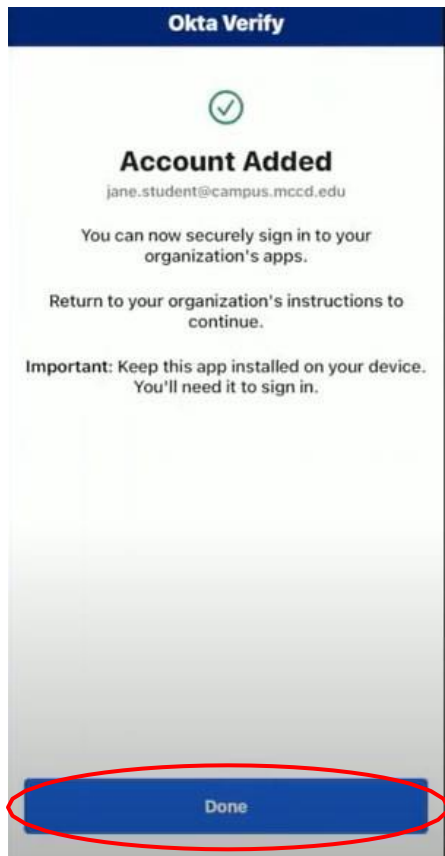 Okta Verify
Account Added
jane.student@campus.mccd.edu
You can now securely sign in to your
organization's apps.
Return to your organization's instructions to
continue.
Important: Keep this app installed on your device.
You'll need it to sign in.
Done